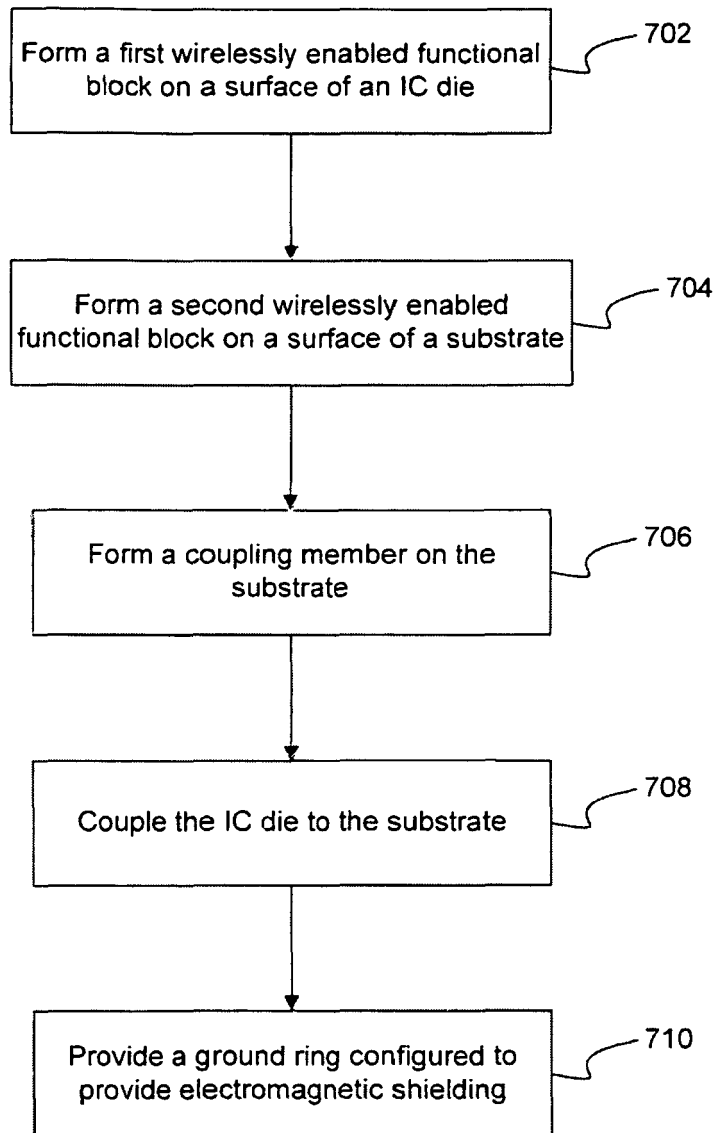 Form a first wirelessly enabled functional
block on a surface of an IC die
702
Form a second wirelessly enabled
functional block on a surface of a substrate
704
Form a coupling member on the
substrate
706
Couple the IC die to the substrate
708
Provide a ground ring configured to
provide electromagnetic shielding
710